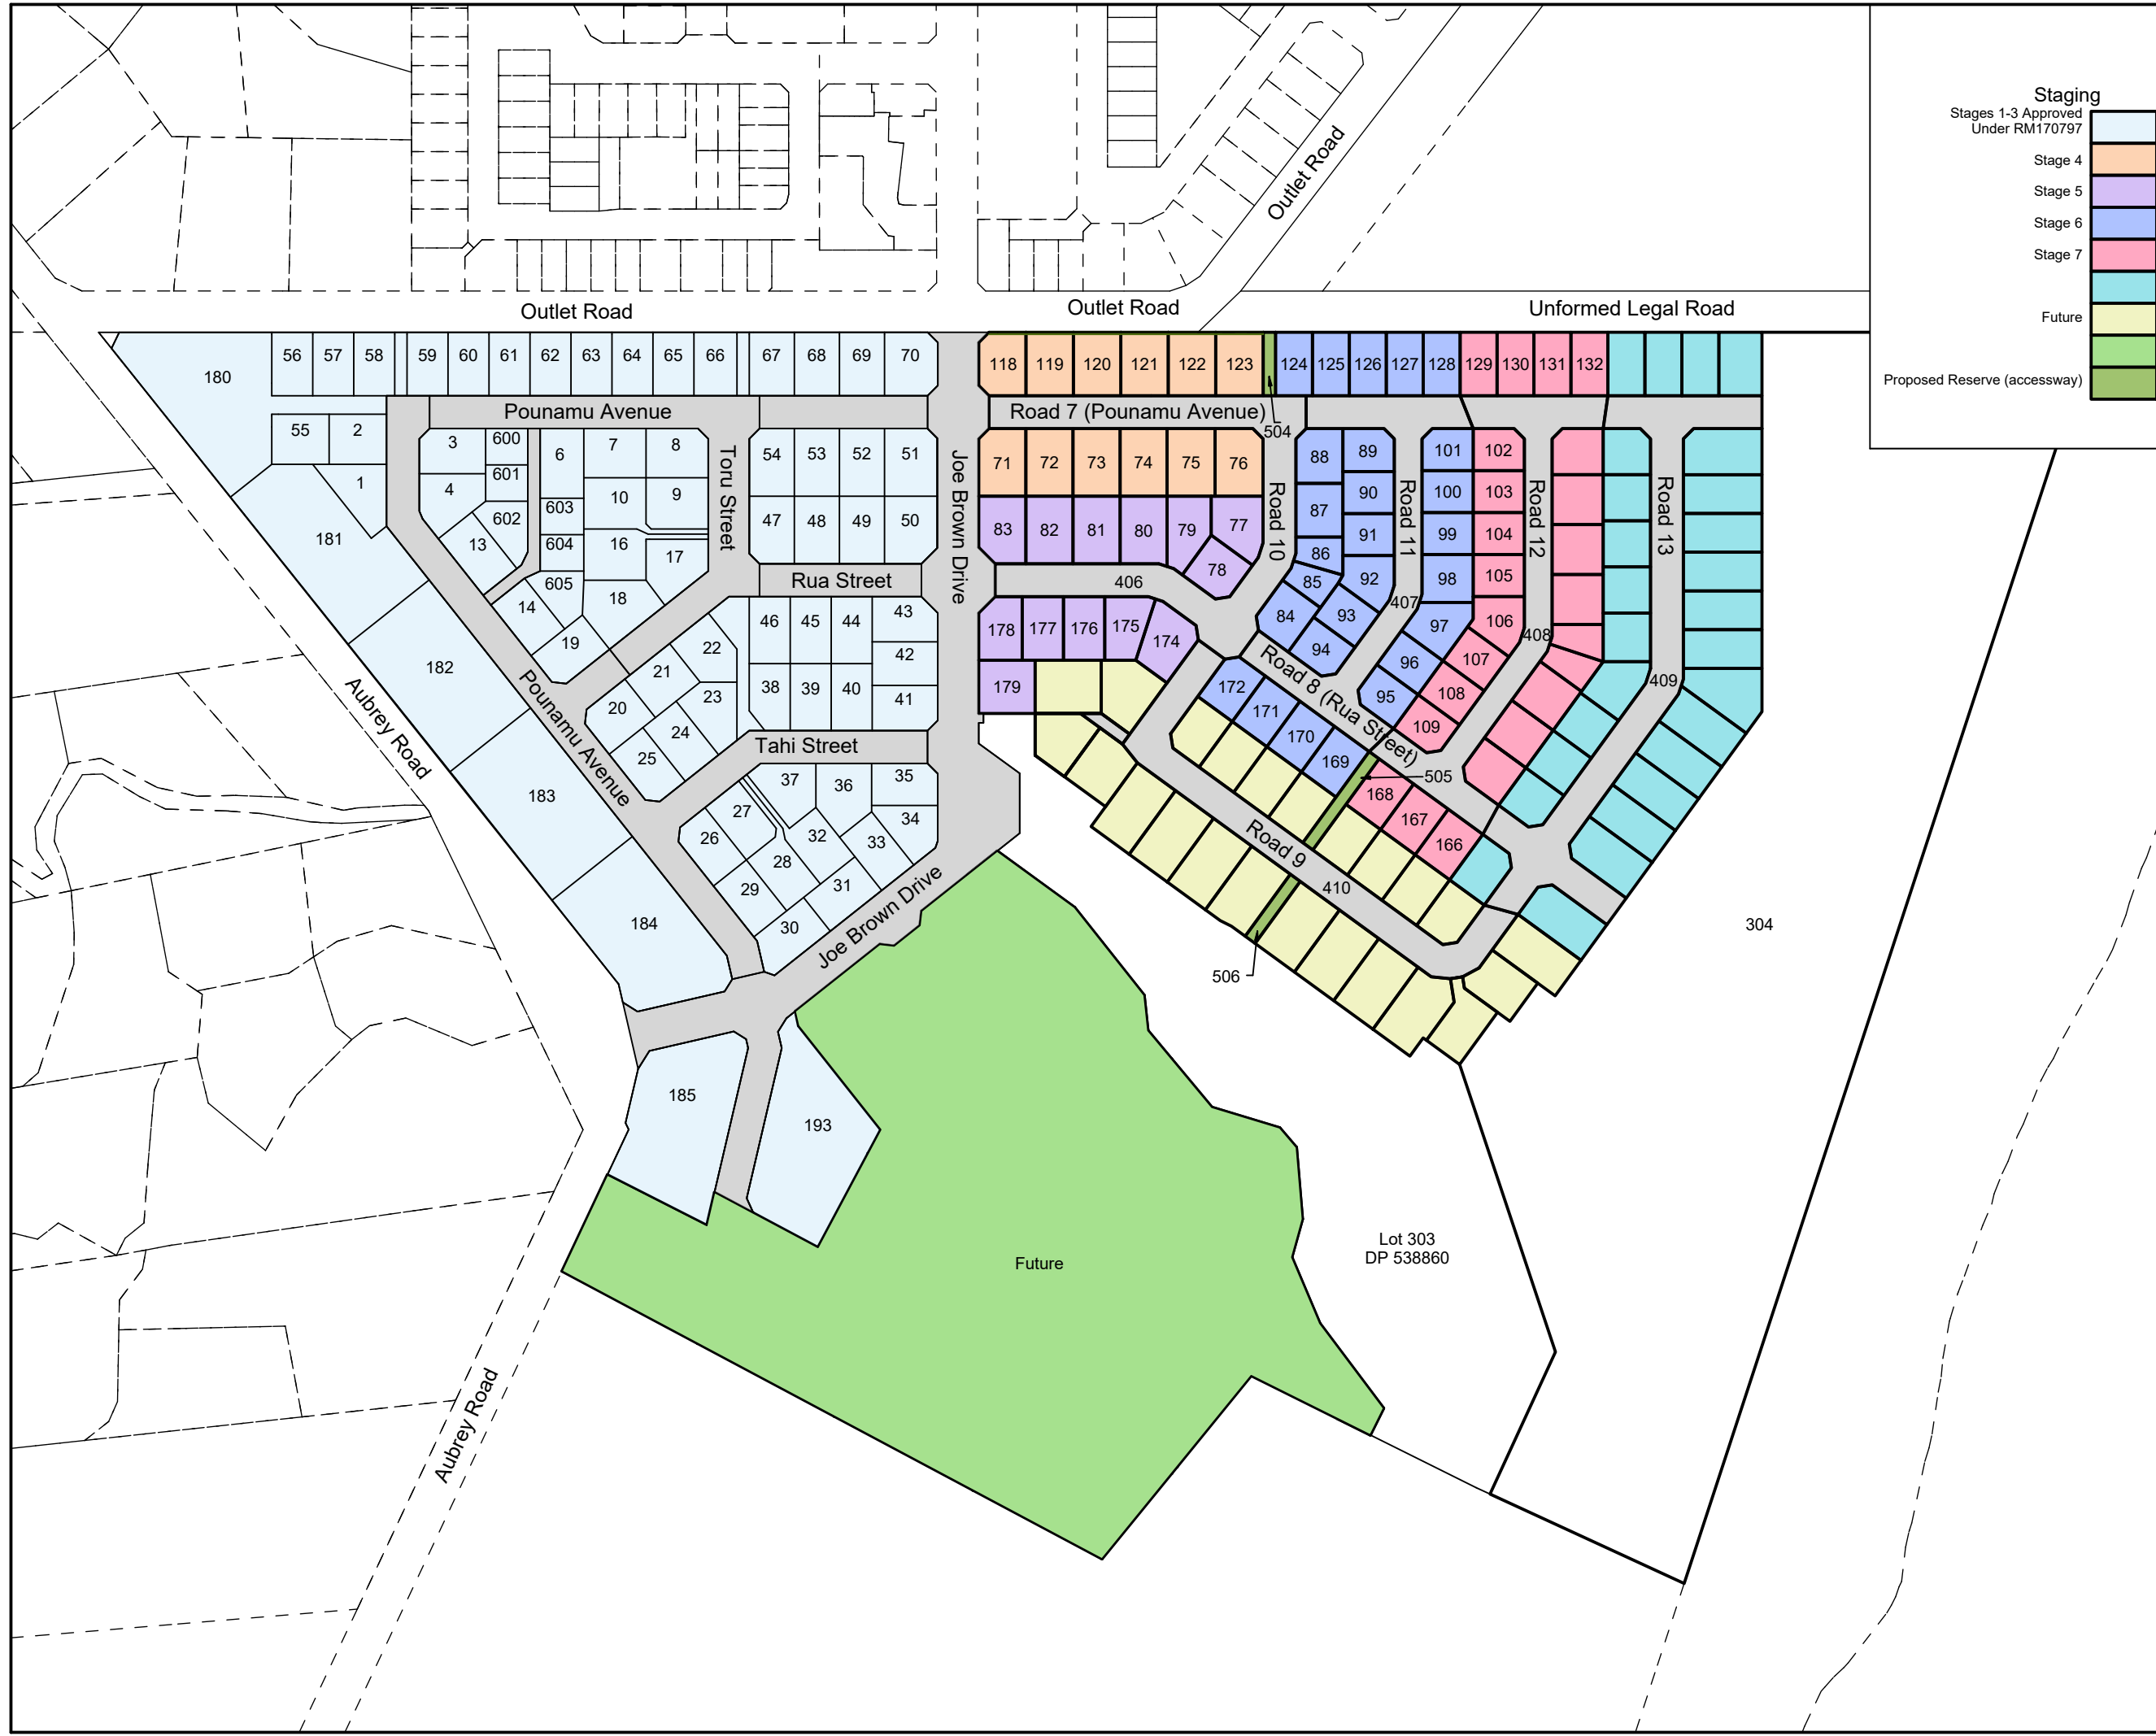 Staging
Stages 1-3 Approved
Under RM170797
Stage 4
Stage 5
Stage 6
Stage 7
Future
Proposed Reserve (accessway)
Outlet Road
Outlet Road
Outlet Road
Unformed Legal Road
180
56 57 58 59 60 61 62 63 64 65 66 67 68 69 70
118 119 120 121 122 123 124 125 126 127 128 129 130 131 132
Pounamu Avenue
Road 7 (Pounamu Avenue)
504
55 2
1
3 600
4 601
602
13
6 7 8
603 10 9
604 16 17
605 18
14
19
Toru Street
54 53 52 51
47 48 49 50
Joe Brown Drive
71 72 73 74 75 76
83 82 81 80 79 77
78
Road 10
88 89
87 90
86 91
85 92
84 93
94
Road 11
407
101
100
99
98
97
96
95
102
103
104
105
106
107
108
109
Road 12
408
Road 13
409
Rua Street
406
181
182
183
184
Aubrey Road
Pounamu Avenue
46 45 44 43
42
38 39 40 41
22
21
20 23
24
25
178 177 176 175 174
179
Road 8 (Rua Street)
172
171
170
169
505
168
167
166
Tahi Street
37 36 35
34
27 32 33
26 28
29 31
30
Joe Brown Drive
Road 9
410
506
304
185
193
Future
Lot 303
DP 538860
Aubrey Road